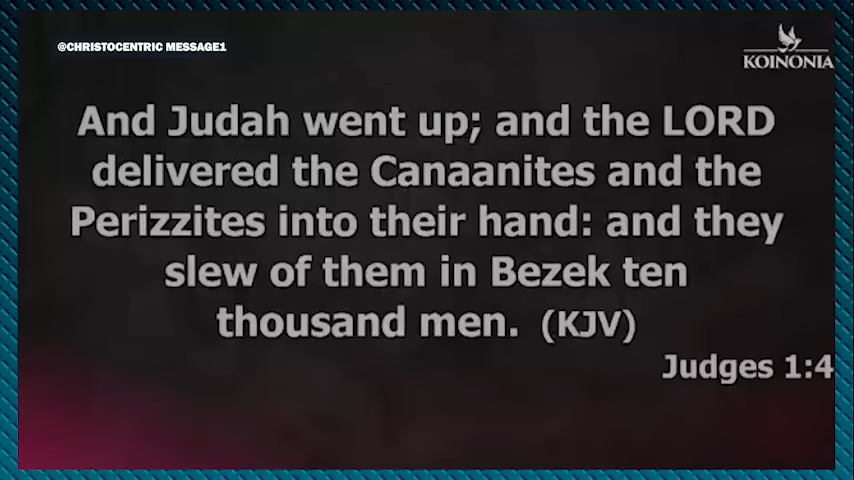 @CHRISTOCENTRIC MESSAGE1
KOINONIA
And Judah went up; and the LORD
delivered the Canaanites and the
Perizzites into their hand: and they
slew of them in Bezek ten
thousand men. (KJV)
Judges 1:4